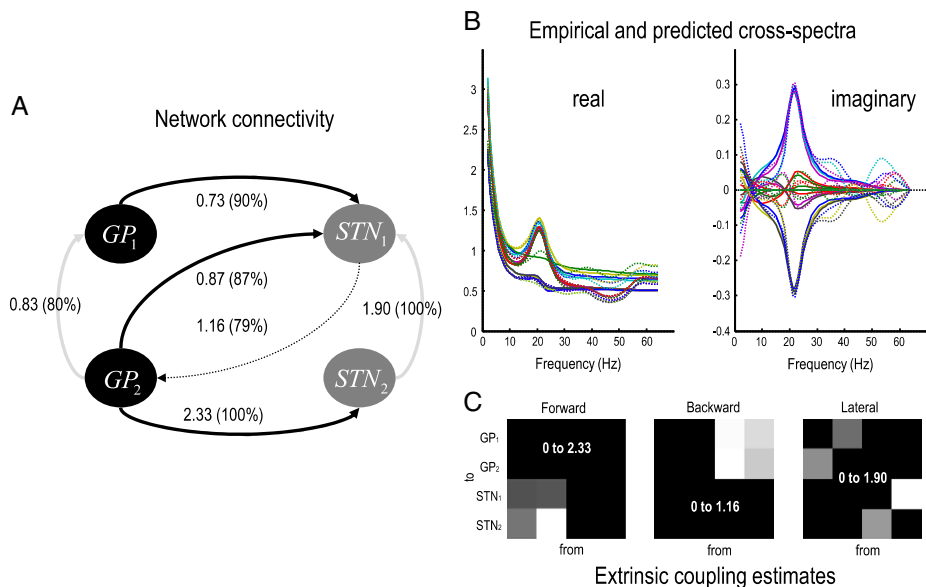 A
Network connectivity
0.73 (90%)
GP1
STN1
0.87 (87%)
0.83 (80%)
1.16 (79%)
1.90 (100%)
GP2
STN2
2.33 (100%)
B
Empirical and predicted cross-spectra
real
3
2.5
2
1.5
1
0.5
0
0 10 20 30 40 50 60
Frequency (Hz)
imaginary
0.3
0.2
0.1
0
-0.1
-0.2
-0.3
-0.4
0 10 20 30 40 50 60
Frequency (Hz)
C
Forward
Backward
Lateral
to
GP1
GP2
STN1
STN2
0 to 2.33
0 to 1.16
0 to 1.90
from
from
from
Extrinsic coupling estimates